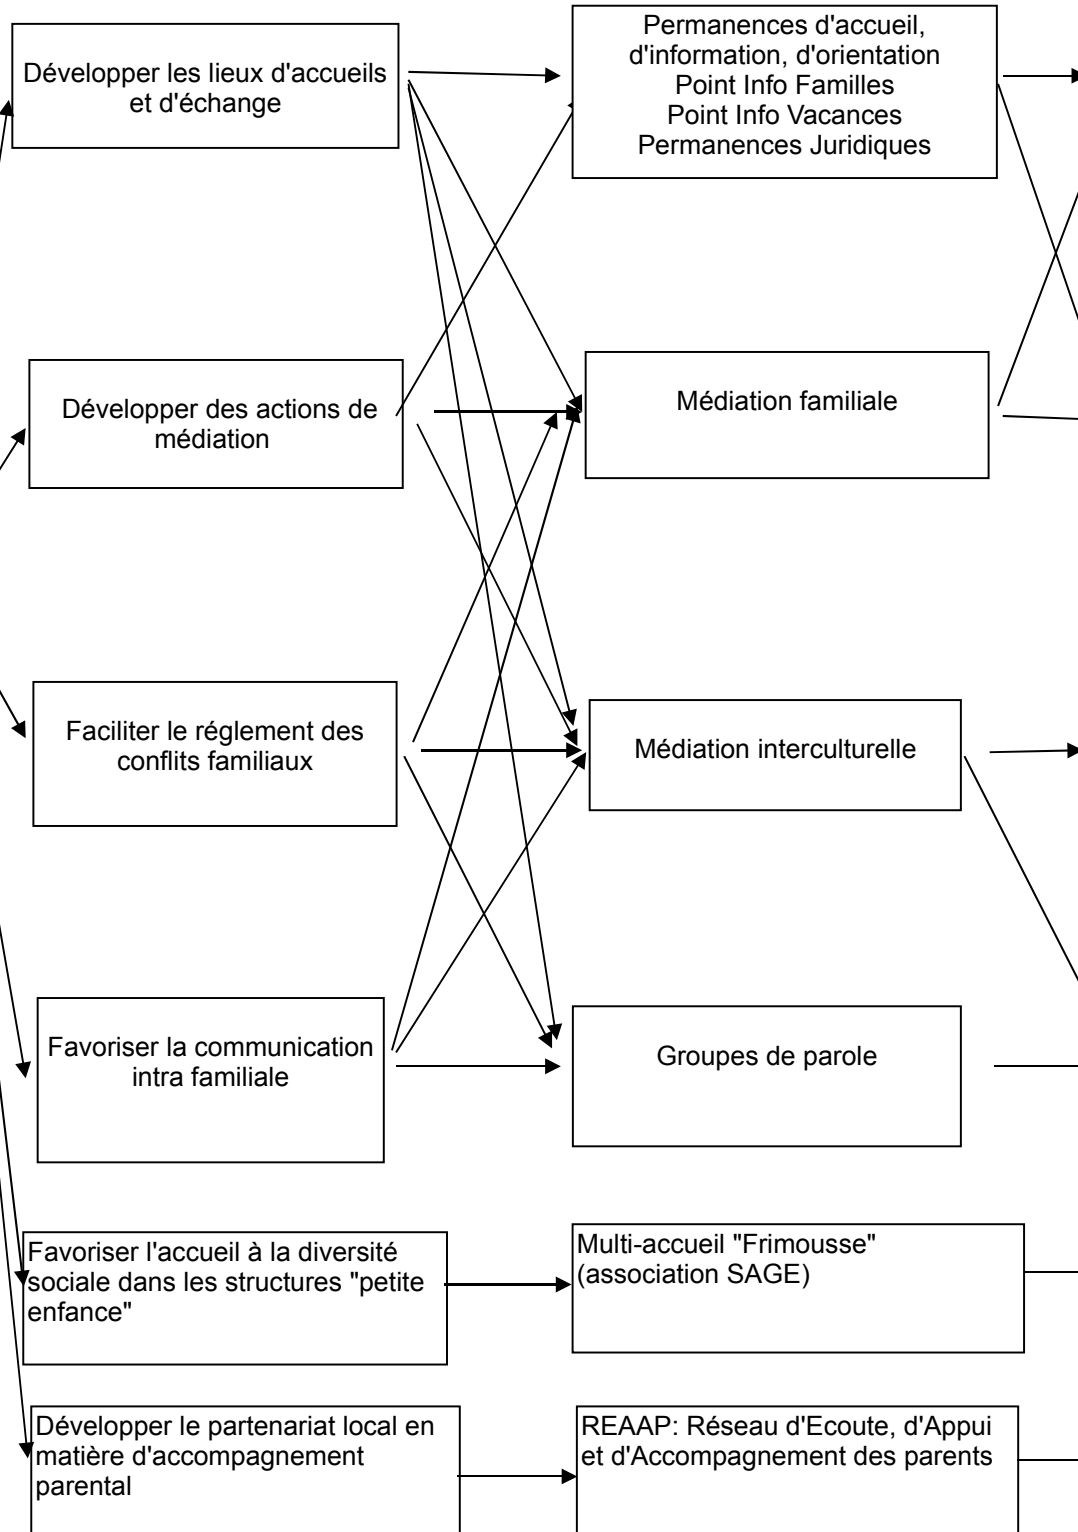 Développer les lieux d'accueils
et d'échange
Permanences d'accueil,
d'information, d'orientation
Point Info Familles
Point Info Vacances
Permanences Juridiques
Développer des actions de
médiation
Médiation familiale
Faciliter le réglement des
conflits familiaux
Médiation interculturelle
Favoriser la communication
intra familiale
Groupes de parole
Favoriser l'accueil à la diversité
sociale dans les structures "petite
enfance"
Multi-accueil "Frimousse"
(association SAGE)
Développer le partenariat local en
matière d'accompagnement
parental
REAAP: Réseau d'Ecoute, d'Appui
et d'Accompagnement des parents